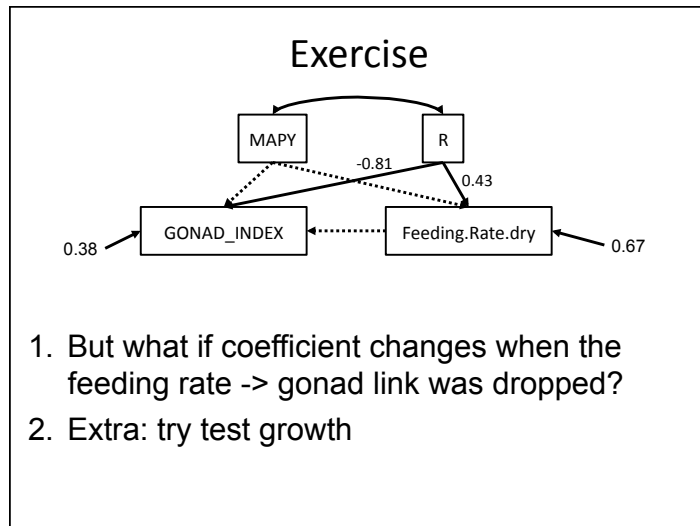 Exercise
MAPY
R
-0.81
0.43
GONAD_INDEX
Feeding.Rate.dry
0.38
0.67
1. But what if coefficient changes when the
feeding rate -> gonad link was dropped?
2. Extra: try test growth